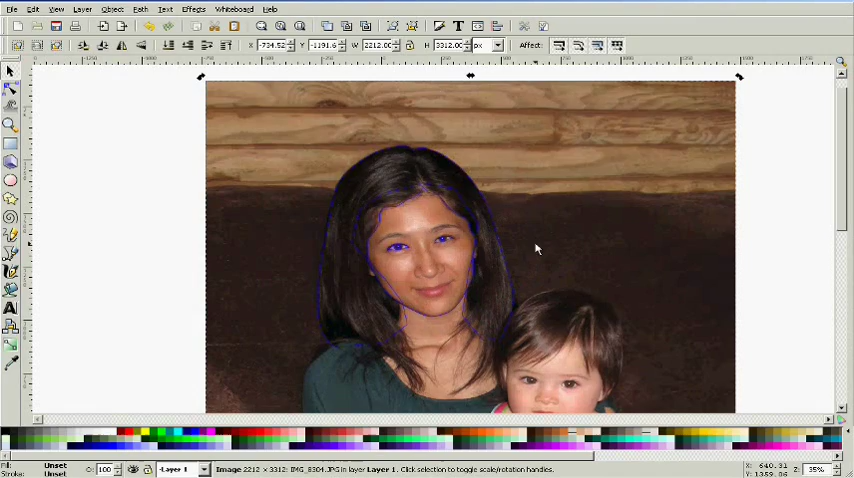 File Edit View Layer Object Path Text Effects Whiteboard Help
X -734.52 Y -1191.6 W 2212.00 H 3312.00 px Affect:
Fill: Unset O: 100 -Layer 1 Image 2212 × 3312: IMG_8304.JPG in layer Layer 1. Click selection to toggle scale/rotation handles. X: 640.31 Z: 35%
Stroke: Unset Y: 1359.06